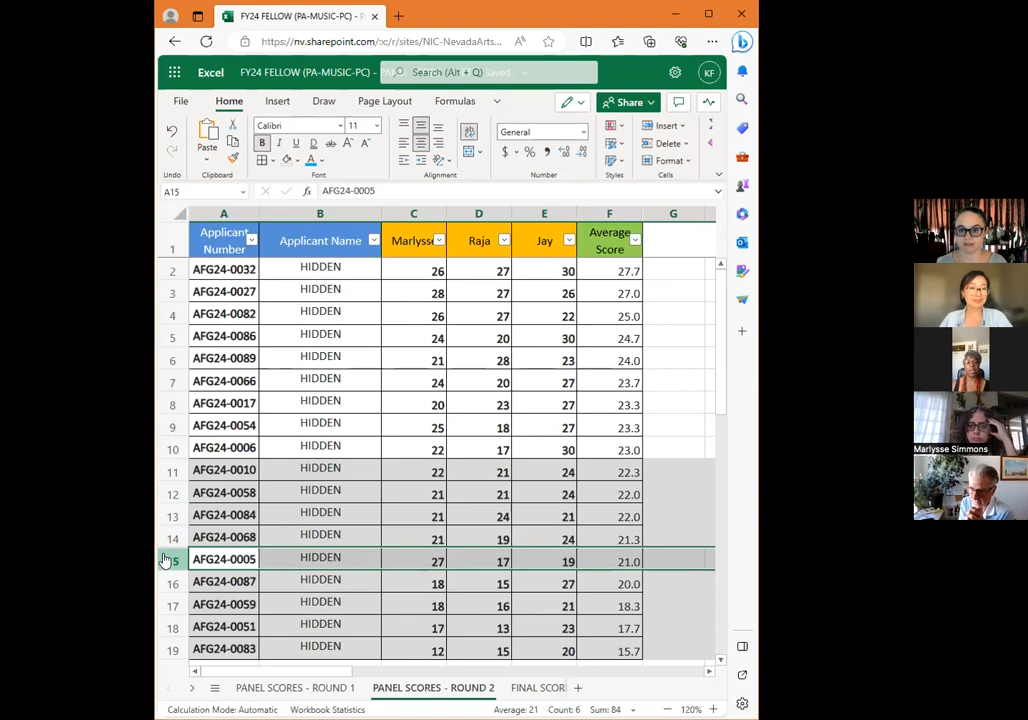 FY24 FELLOW (PA-MUSIC-PC) - P
https://nv.sharepoint.com/:x:/r/sites/NIC-NevadaArts...
Excel FY24 FELLOW (PA-MUSIC-PC) - Search (Alt + Q) Saved KF
File Home Insert Draw Page Layout Formulas Share
Paste Calibri 11 General Insert
B I U D ab A A Delete
$ % Format
Undo Clipboard Font Alignment Number Styles Cells
A15 fx AFG24-0005
A B C D E F G
1 Applicant Number Applicant Name Marlysse Raja Jay Average Score
2 AFG24-0032 HIDDEN 26 27 30 27.7
3 AFG24-0027 HIDDEN 28 27 26 27.0
4 AFG24-0082 HIDDEN 26 27 22 25.0
5 AFG24-0086 HIDDEN 24 20 30 24.7
6 AFG24-0089 HIDDEN 21 28 23 24.0
7 AFG24-0066 HIDDEN 24 20 27 23.7
8 AFG24-0017 HIDDEN 20 23 27 23.3
9 AFG24-0054 HIDDEN 25 18 27 23.3
10 AFG24-0006 HIDDEN 22 17 30 23.0
11 AFG24-0010 HIDDEN 22 21 24 22.3
12 AFG24-0058 HIDDEN 21 21 24 22.0
13 AFG24-0084 HIDDEN 21 24 21 22.0
14 AFG24-0068 HIDDEN 21 19 24 21.3
15 AFG24-0005 HIDDEN 27 17 19 21.0
16 AFG24-0087 HIDDEN 18 15 27 20.0
17 AFG24-0059 HIDDEN 18 16 21 18.3
18 AFG24-0051 HIDDEN 17 13 23 17.7
19 AFG24-0083 HIDDEN 12 15 20 15.7
PANEL SCORES - ROUND 1 PANEL SCORES - ROUND 2 FINAL SCOR
Calculation Mode: Automatic Workbook Statistics Average: 21 Count: 6 Sum: 84 120%
Marlysse Simmons